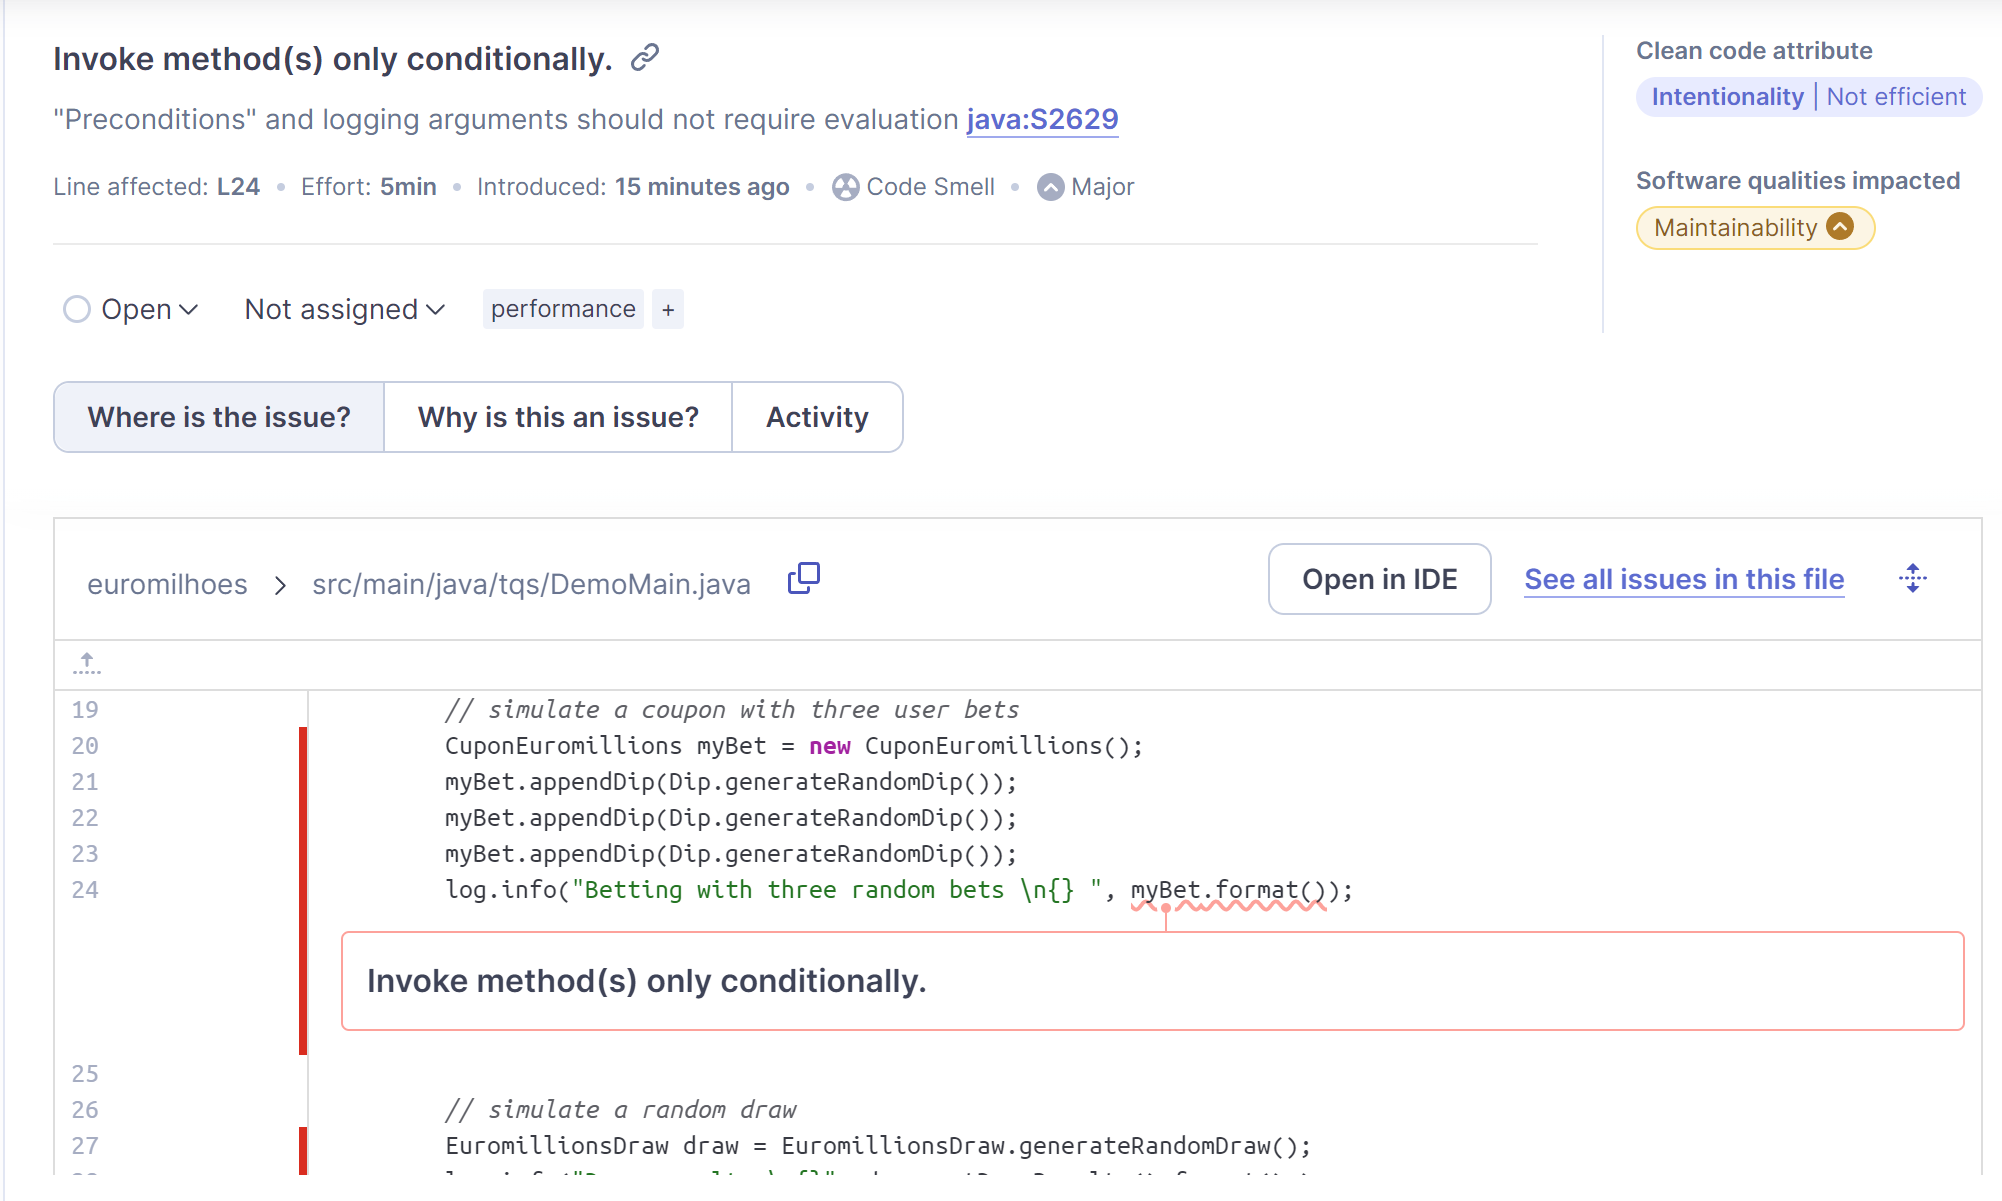 Invoke method(s) only conditionally.
"Preconditions" and logging arguments should not require evaluation java:S2629
Line affected: L24 • Effort: 5min • Introduced: 15 minutes ago • Code Smell • Major
Clean code attribute
Intentionality | Not efficient
Software qualities impacted
Maintainability
Open Not assigned performance +
Where is the issue? Why is this an issue? Activity
euromilhoes > src/main/java/tqs/DemoMain.java Open in IDE See all issues in this file
19 // simulate a coupon with three user bets
20 CuponEuromillions myBet = new CuponEuromillions();
21 myBet.appendDip(Dip.generateRandomDip());
22 myBet.appendDip(Dip.generateRandomDip());
23 myBet.appendDip(Dip.generateRandomDip());
24 log.info("Betting with three random bets \n{} ", myBet.format());
Invoke method(s) only conditionally.
25
26 // simulate a random draw
27 EuromillionsDraw draw = EuromillionsDraw.generateRandomDraw();